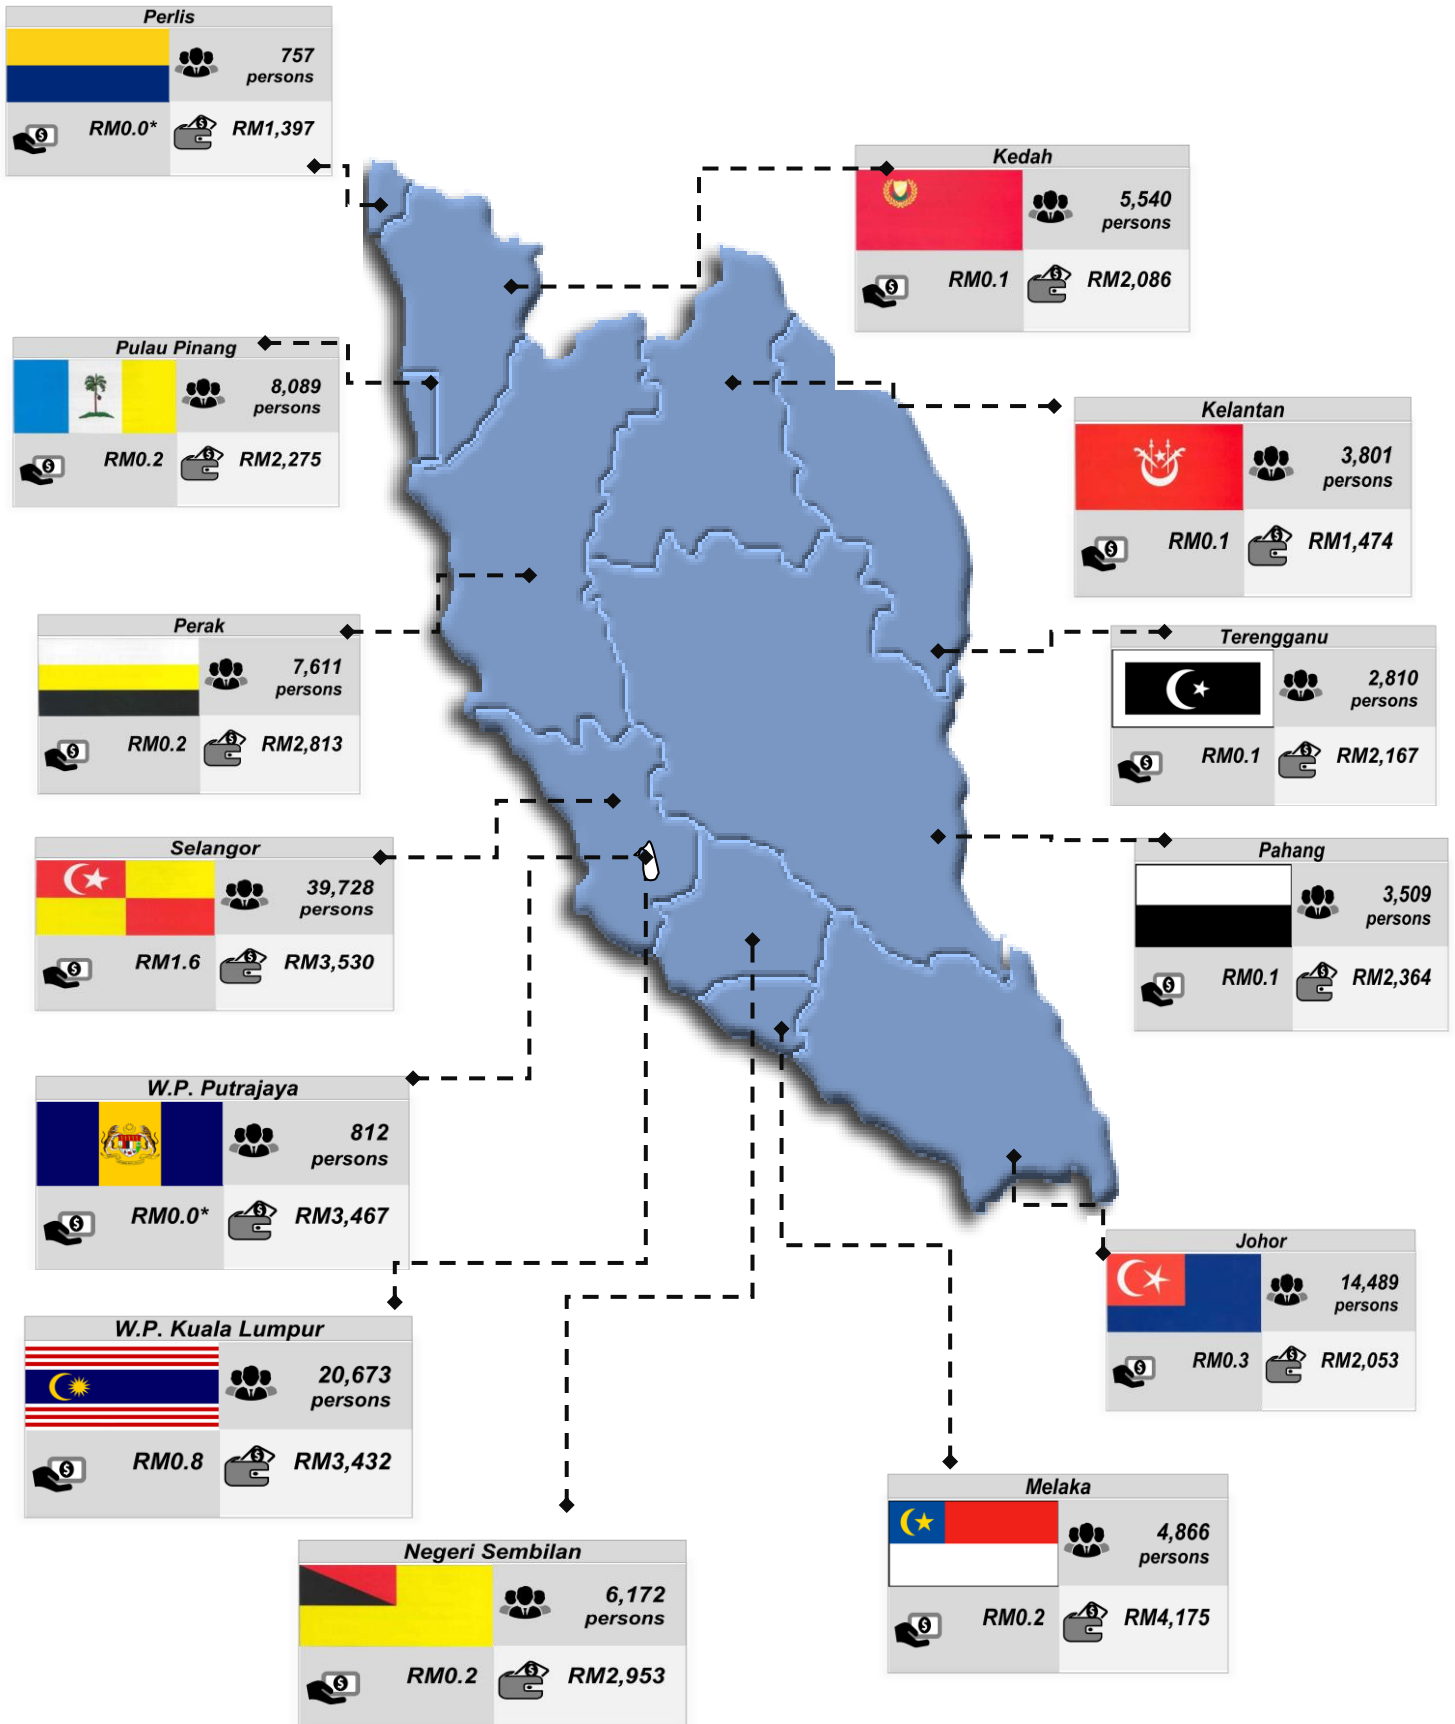 Perlis
757
persons
RM0.0*
RM1,397
Kedah
5,540
persons
RM0.1
RM2,086
Pulau Pinang
8,089
persons
RM0.2
RM2,275
Kelantan
3,801
persons
RM0.1
RM1,474
Perak
7,611
persons
RM0.2
RM2,813
Terengganu
2,810
persons
RM0.1
RM2,167
Selangor
39,728
persons
RM1.6
RM3,530
Pahang
3,509
persons
RM0.1
RM2,364
W.P. Putrajaya
812
persons
RM0.0*
RM3,467
Johor
14,489
persons
RM0.3
RM2,053
W.P. Kuala Lumpur
20,673
persons
RM0.8
RM3,432
Melaka
4,866
persons
RM0.2
RM4,175
Negeri Sembilan
6,172
persons
RM0.2
RM2,953